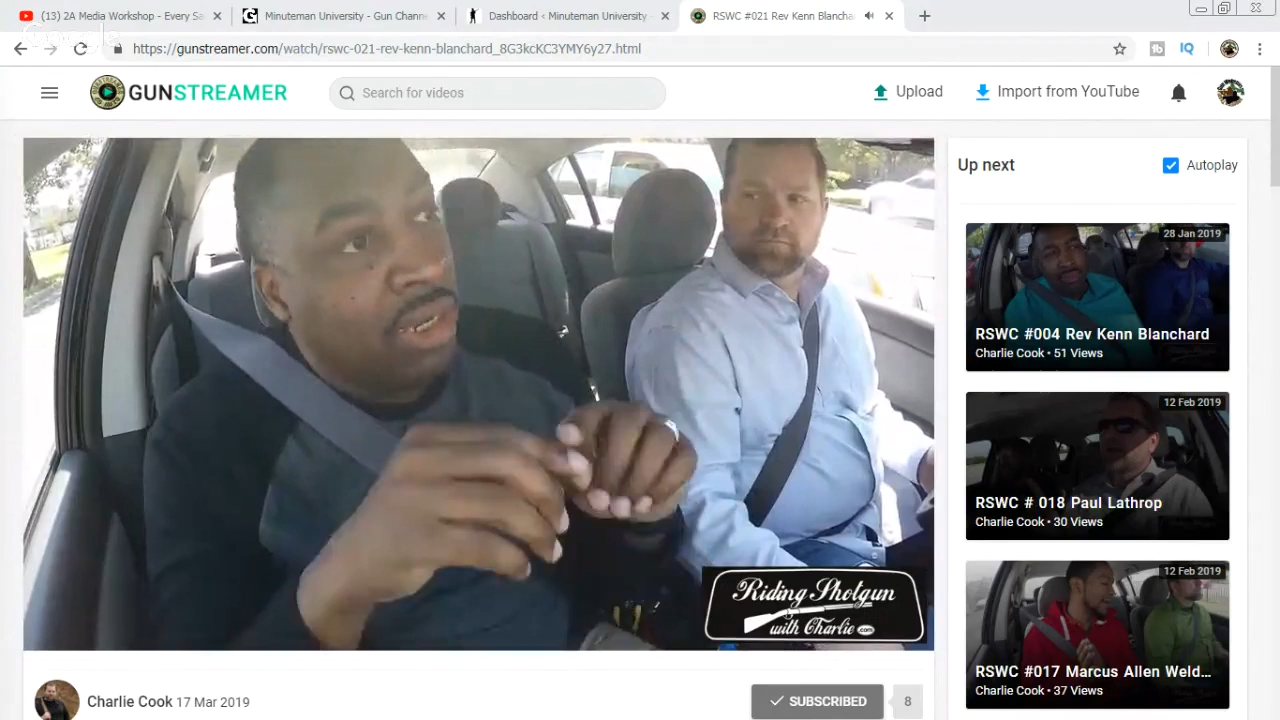 (13) 2A Media Workshop - Every Sa
Minuteman University - Gun Channe
Dashboard < Minuteman University
RSWC #021 Rev Kenn Blancha
Google
https://gunstreamer.com/watch/rswc-021-rev-kenn-blanchard_8G3kcKC3YMY6y27.html
tb
IQ
GUNSTREAMER
Search for videos
Upload
Import from YouTube
Up next
Autoplay
28 Jan 2019
RSWC #004 Rev Kenn Blanchard
Charlie Cook • 51 Views
12 Feb 2019
RSWC # 018 Paul Lathrop
Charlie Cook • 30 Views
12 Feb 2019
RSWC #017 Marcus Allen Weld...
Charlie Cook • 37 Views
Riding Shotgun
with Charlie.com
Charlie Cook 17 Mar 2019
SUBSCRIBED
8